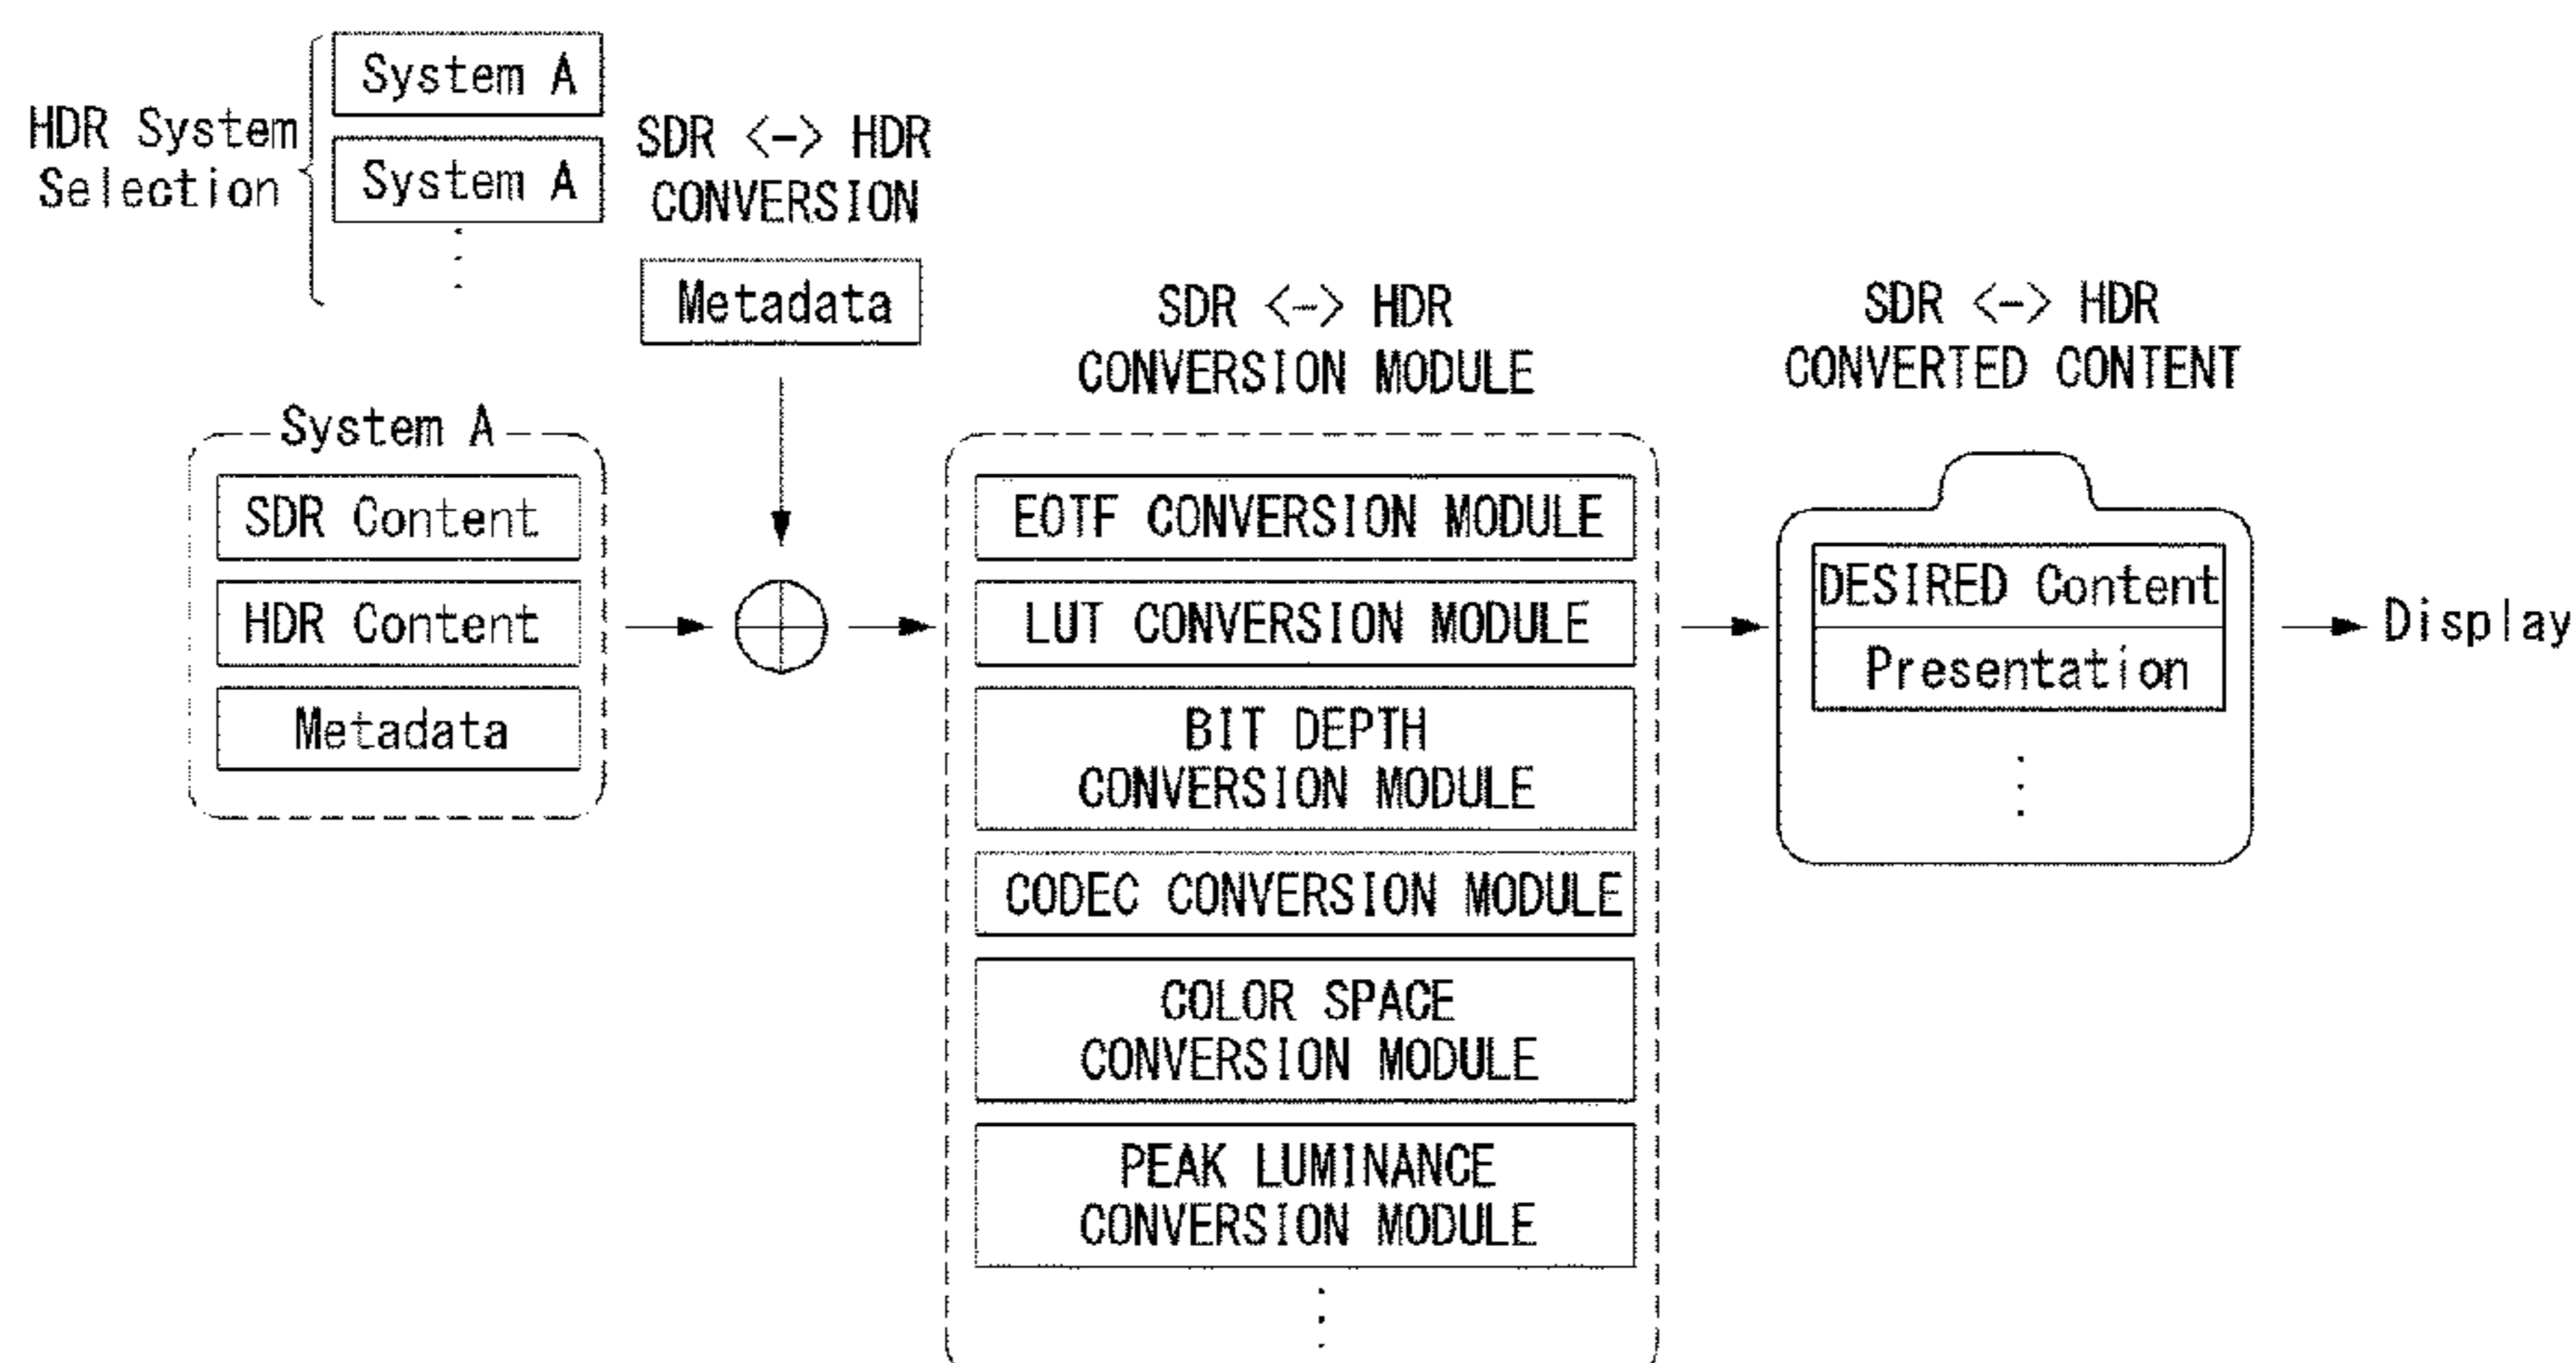 HDR System
Selection
System A
System A
SDR <-> HDR
CONVERSION
Metadata
System A
SDR Content
HDR Content
Metadata
SDR <-> HDR
CONVERSION MODULE
EOTF CONVERSION MODULE
LUT CONVERSION MODULE
BIT DEPTH
CONVERSION MODULE
CODEC CONVERSION MODULE
COLOR SPACE
CONVERSION MODULE
PEAK LUMINANCE
CONVERSION MODULE
SDR <-> HDR
CONVERTED CONTENT
DESIRED Content
Presentation
Display